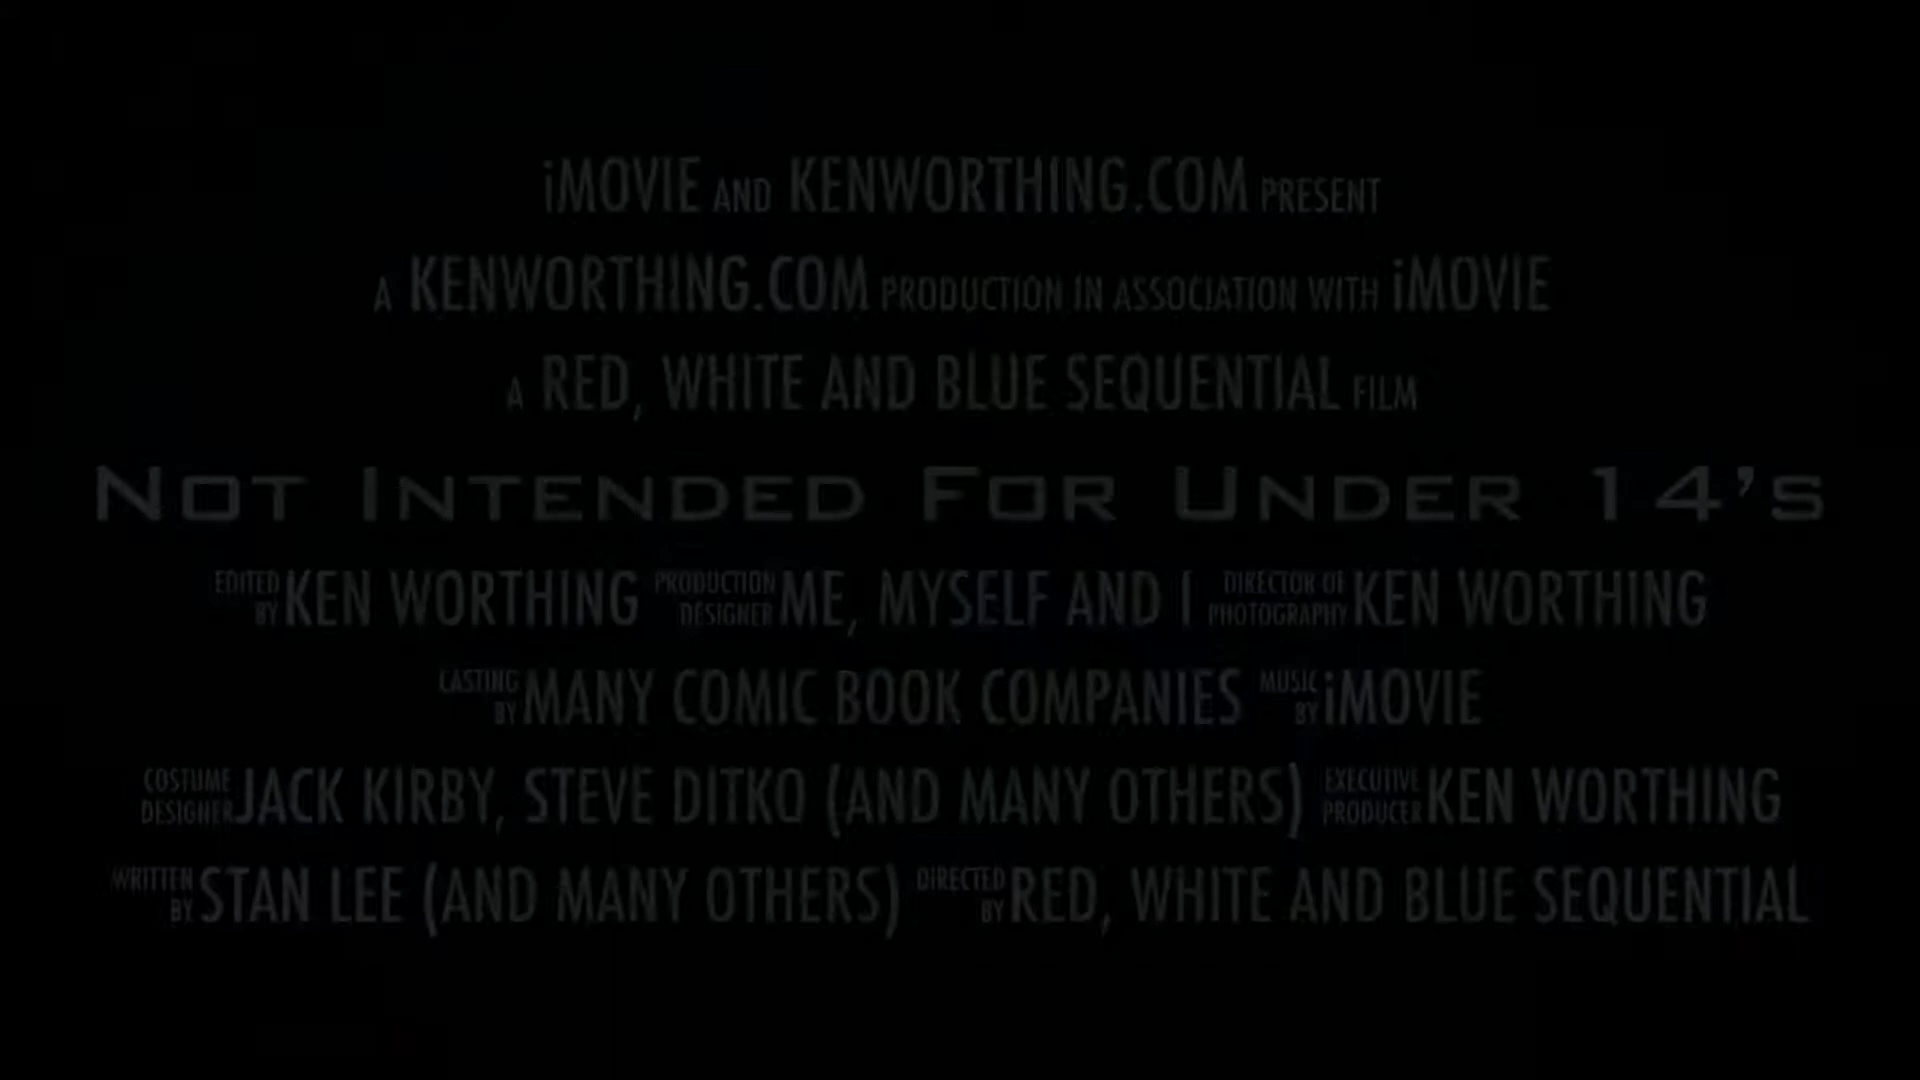 iMOVIE AND KENWORTHING.COM PRESENT
A KENWORTHING.COM PRODUCTION IN ASSOCIATION WITH iMOVIE
A RED, WHITE AND BLUE SEQUENTIAL FILM
NOT INTENDED FOR UNDER 14'S
EDITED BY KEN WORTHING PRODUCTION DESIGNER ME, MYSELF AND I DIRECTOR OF PHOTOGRAPHY KEN WORTHING
CASTING BY MANY COMIC BOOK COMPANIES MUSIC BY iMOVIE
COSTUME DESIGNER JACK KIRBY, STEVE DITKO (AND MANY OTHERS) EXECUTIVE PRODUCER KEN WORTHING
WRITTEN BY STAN LEE (AND MANY OTHERS) DIRECTED BY RED, WHITE AND BLUE SEQUENTIAL